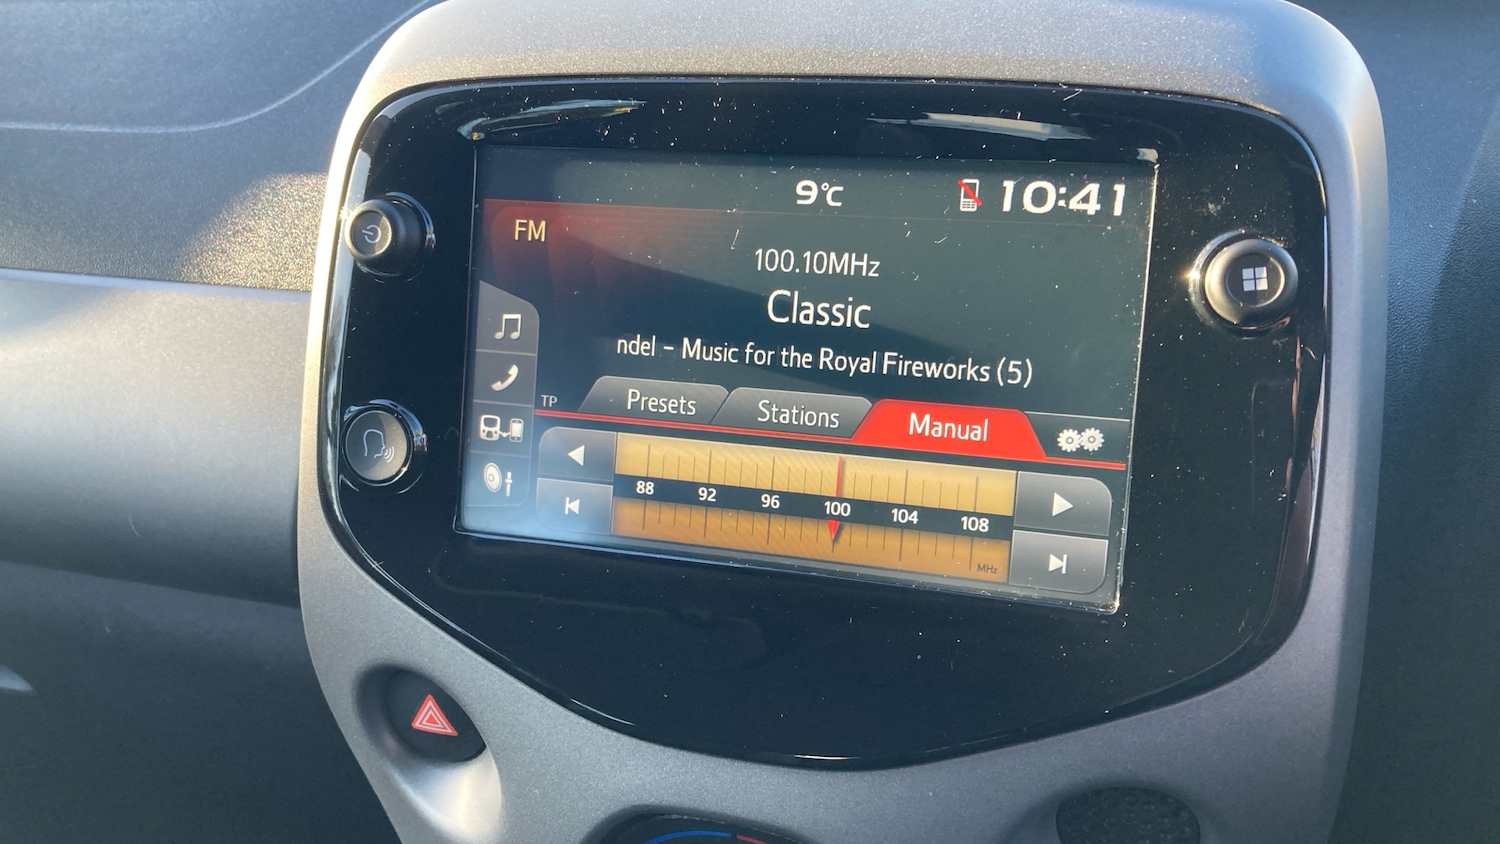 9°C 10:41
FM
100.10MHz
Classic
ndel - Music for the Royal Fireworks (5)
TP Presets Stations Manual
88 92 96 100 104 108
MHz